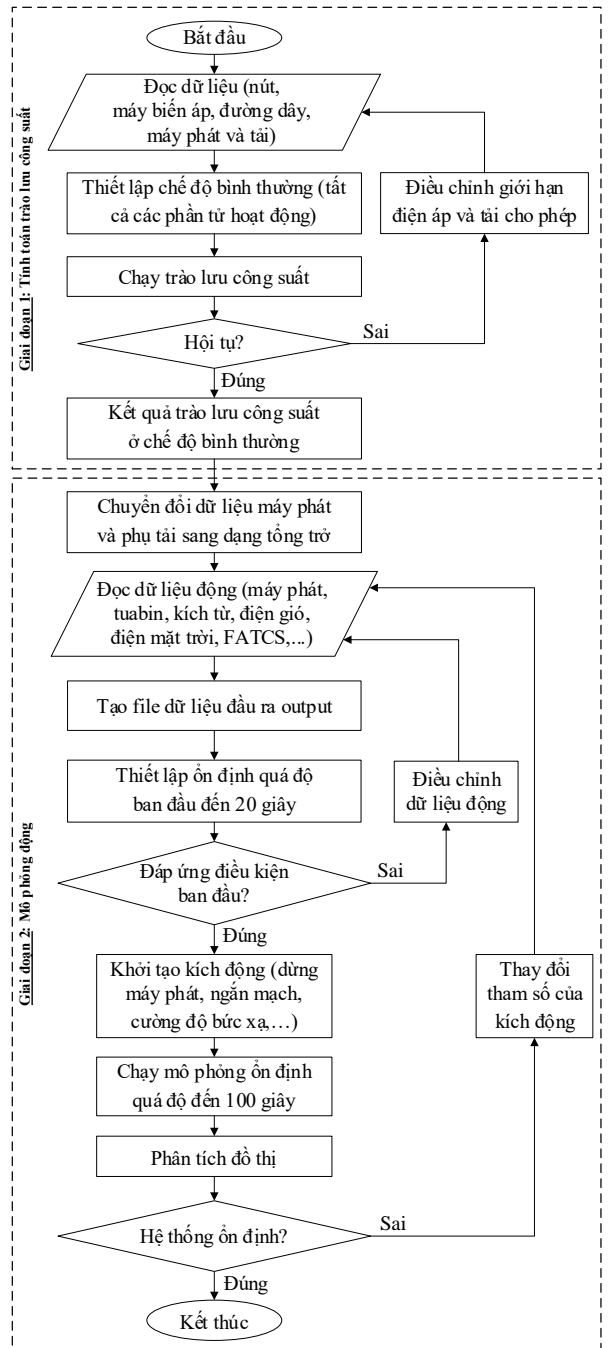 Giai đoạn 1: Tính toán trào lưu công suất
Bắt đầu
Đọc dữ liệu (nút,
máy biến áp, đường dây,
máy phát và tải)
Thiết lập chế độ bình thường (tất
cả các phần tử hoạt động)
Điều chỉnh giới hạn
điện áp và tải cho phép
Chạy trào lưu công suất
Hội tụ?
Sai
Đúng
Kết quả trào lưu công suất
ở chế độ bình thường
Giai đoạn 2: Mô phỏng động
Chuyển đổi dữ liệu máy phát
và phụ tải sang dạng tổng trở
Đọc dữ liệu động (máy phát,
tuabin, kích từ, điện gió,
điện mặt trời, FATCS,...)
Tạo file dữ liệu đầu ra output
Thiết lập ổn định quá độ
ban đầu đến 20 giây
Điều chỉnh
dữ liệu động
Đáp ứng điều kiện
ban đầu?
Sai
Đúng
Khởi tạo kích động (dừng
máy phát, ngắn mạch,
cường độ bức xạ,…)
Thay đổi
tham số của
kích động
Chạy mô phỏng ổn định
quá độ đến 100 giây
Phân tích đồ thị
Hệ thống ổn định?
Sai
Đúng
Kết thúc